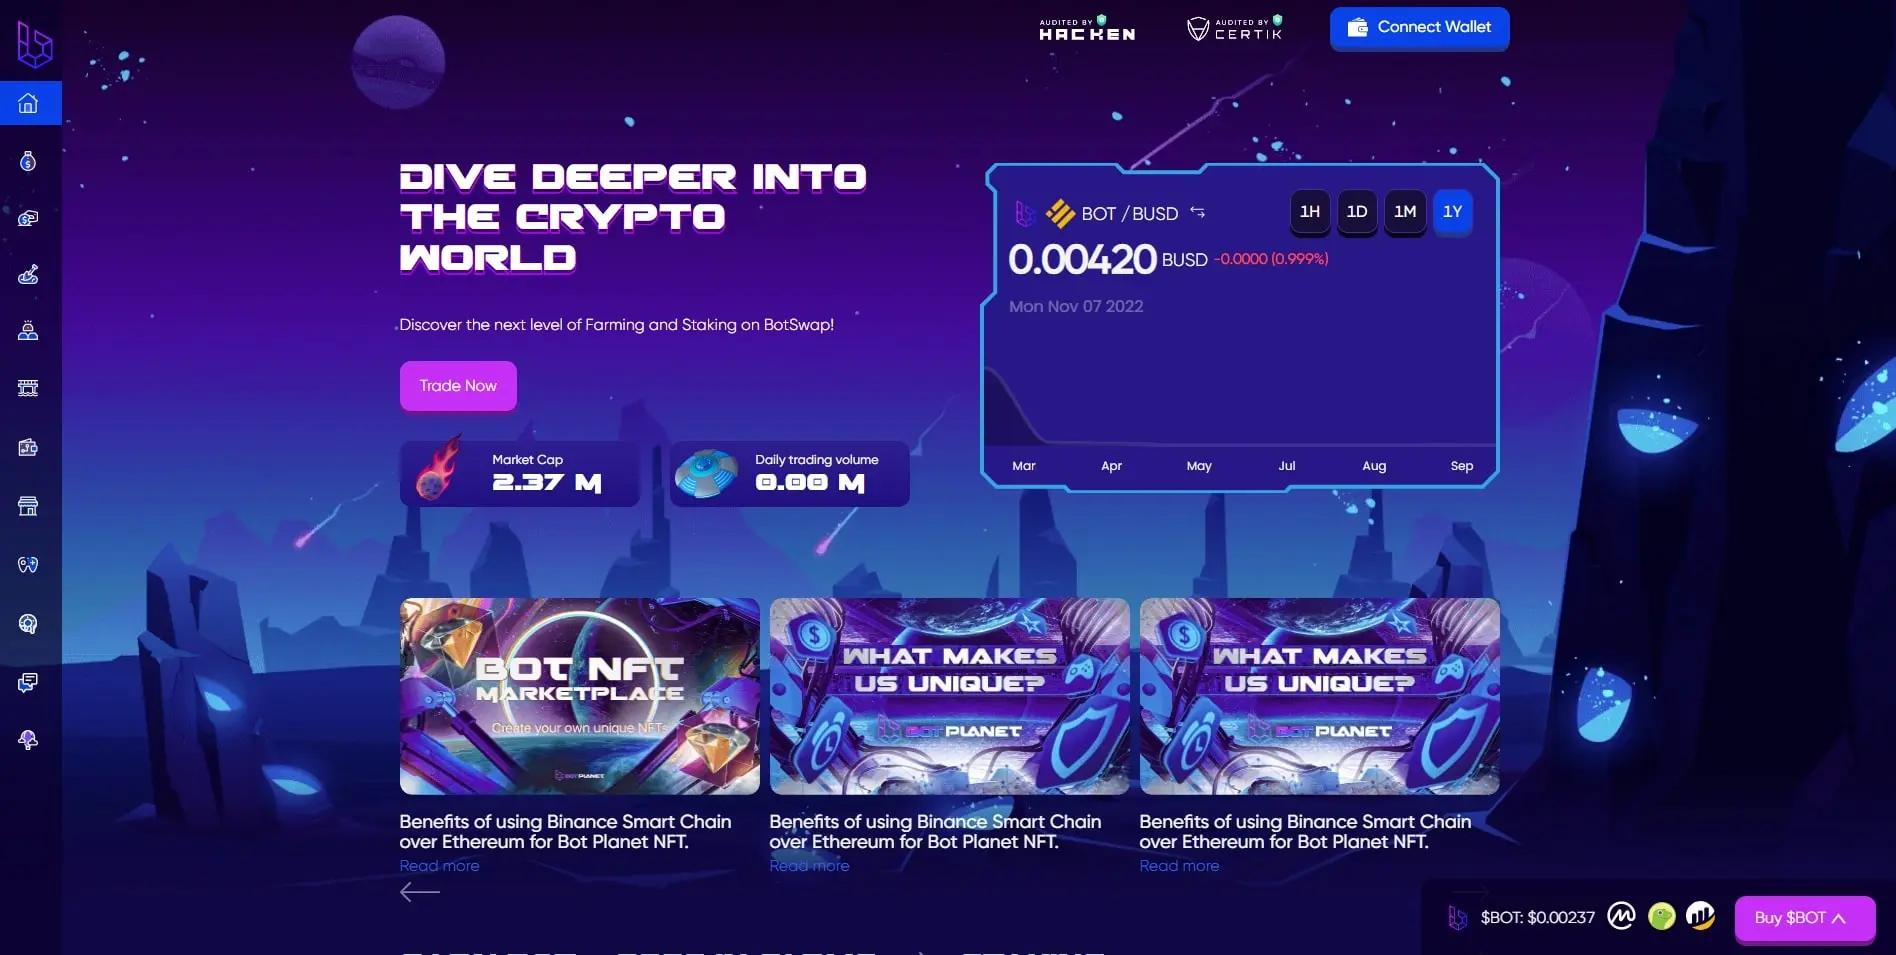 AUDITED BY
HACKEN
AUDITED BY
CERTIK
Connect Wallet
DIVE DEEPER INTO
THE CRYPTO
WORLD
Discover the next level of Farming and Staking on BotSwap!
Trade Now
Market Cap
2.37 M
Daily trading volume
0.00 M
BOT / BUSD
1H
1D
1M
1Y
0.00420 BUSD -0.0000 (0.999%)
Mon Nov 07 2022
Mar
Apr
May
Jul
Aug
Sep
BOT NFT
MARKETPLACE
Create your own unique NFTs
BOTPLANET
WHAT MAKES
US UNIQUE?
BOTPLANET
WHAT MAKES
US UNIQUE?
BOTPLANET
Benefits of using Binance Smart Chain
over Ethereum for Bot Planet NFT.
Read more
Benefits of using Binance Smart Chain
over Ethereum for Bot Planet NFT.
Read more
Benefits of using Binance Smart Chain
over Ethereum for Bot Planet NFT.
Read more
$BOT: $0.00237
Buy $BOT